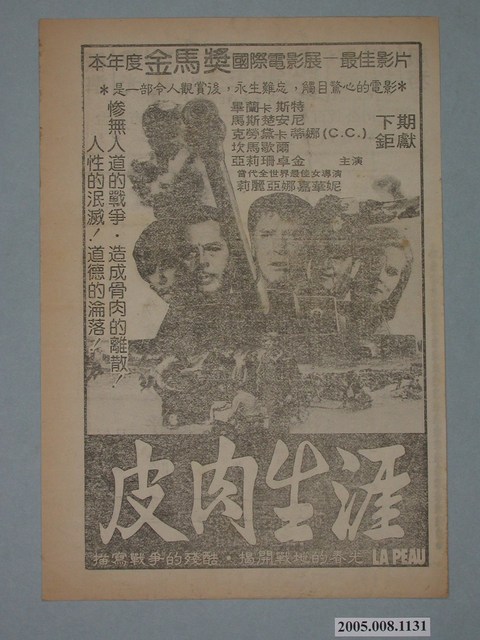 本年度金馬獎國際電影展—最佳影片
*是一部令人觀賞後，永生難忘，觸目驚心的電影*
下期鉅獻
畢蘭卡斯特
馬斯楚安尼
克勞黛卡蒂娜(C.C.)
坎馬歇爾
亞莉珊卓金 主演
當代全世界最佳女導演
莉麗亞娜嘉華妮
慘無人道的戰爭，造成骨肉的離散！
人性的泯滅！道德的淪落！
皮肉生涯
描寫戰爭的殘酷，揭開戰地的春光
LA PEAU
2005.008.1131